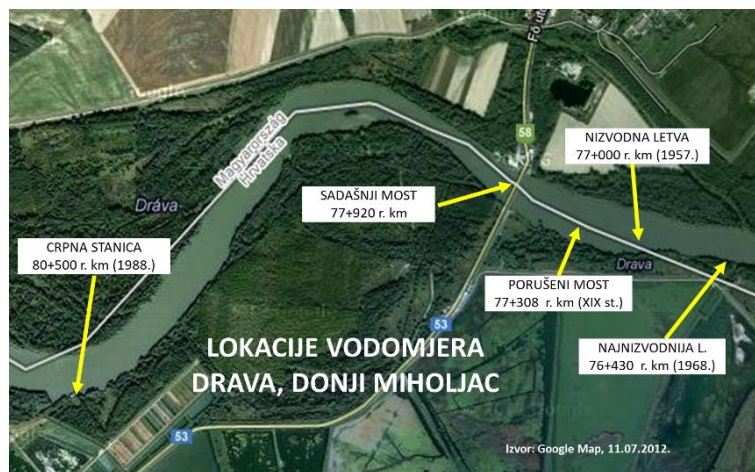 Fő utca
Magyarország
Hrvatska
Dráva
58
NIZVODNA LETVA
77+000 r. km (1957.)
SADAŠNJI MOST
77+920 r. km
CRPNA STANICA
80+500 r. km (1988.)
Drava
PORUŠENI MOST
77+308 r. km (XIX st.)
53
LOKACIJE VODOMJERA
DRAVA, DONJI MIHOLJAC
NAJNIZVODNIJA L.
76+430 r. km (1968.)
53
Izvor: Google Map, 11.07.2012.